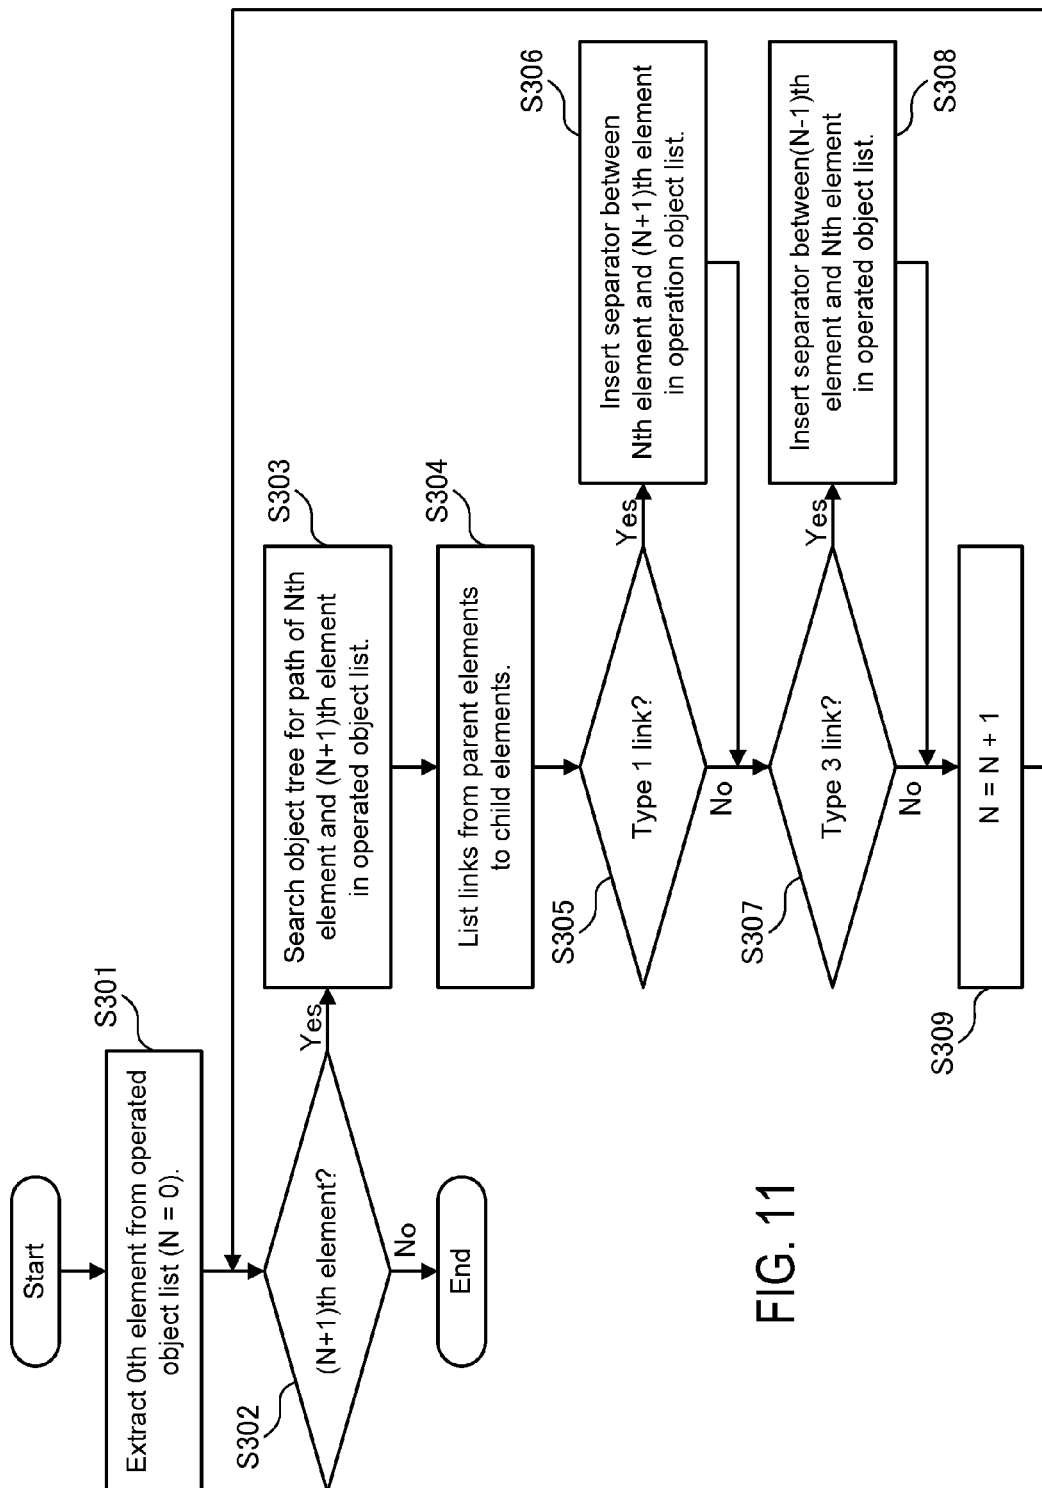 Start
S301
Extract 0th element from operated
object list (N = 0).
S302
(N+1)th element?
Yes
No
End
S303
Search object tree for path of Nth
element and (N+1)th element
in operated object list.
S304
List links from parent elements
to child elements.
S305
Type 1 link?
Yes
No
S306
Insert separator between
Nth element and (N+1)th element
in operation object list.
S307
Type 3 link?
Yes
No
S308
Insert separator between(N-1)th
element and Nth element
in operated object list.
S309
N = N + 1
FIG. 11